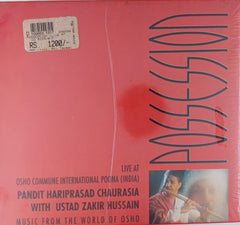 RS. 1200/-
POSSESSION
LIVE AT
OSHO COMMUNE INTERNATIONAL POONA (INDIA)
PANDIT HARIPRASAD CHAURASIA
WITH USTAD ZAKIR HUSSAIN
MUSIC FROM THE WORLD OF OSHO